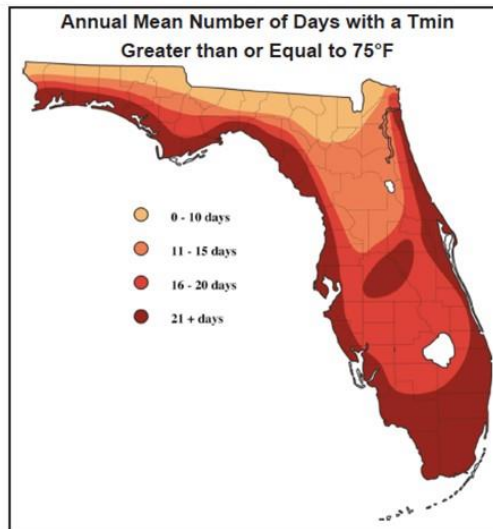 Annual Mean Number of Days with a Tmin
Greater than or Equal to 75°F
0 - 10 days
11 - 15 days
16 - 20 days
21 + days